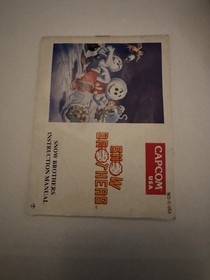 CAPCOM
USA
SNOW
BROTHERS
SNOW BROTHERS
INSTRUCTION MANUAL